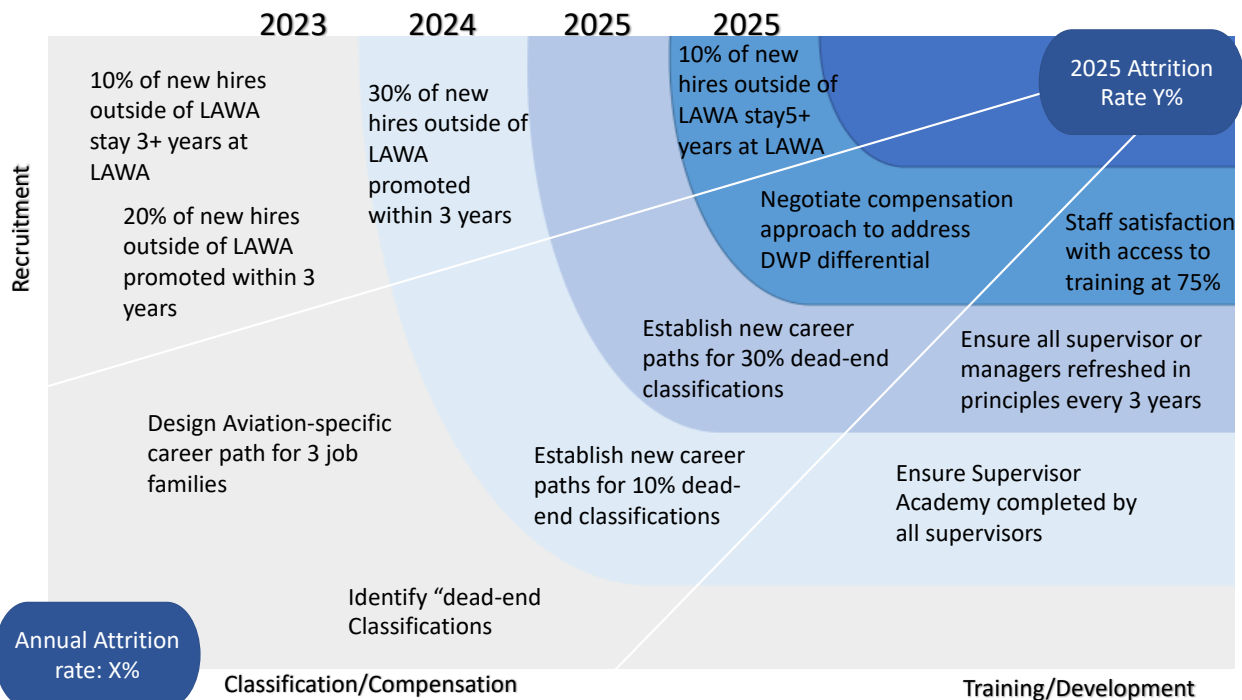 2023
2024
2025
2025
10% of new hires
outside of LAWA
stay 3+ years at
LAWA
20% of new hires
outside of LAWA
promoted within 3
years
30% of new
hires outside of
LAWA
promoted
within 3 years
10% of new
hires outside of
LAWA stay5+
years at LAWA
2025 Attrition
Rate Y%
Recruitment
Negotiate compensation
approach to address
DWP differential
Staff satisfaction
with access to
training at 75%
Establish new career
paths for 30% dead-end
classifications
Ensure all supervisor or
managers refreshed in
principles every 3 years
Design Aviation-specific
career path for 3 job
families
Establish new career
paths for 10% dead-
end classifications
Ensure Supervisor
Academy completed by
all supervisors
Identify “dead-end
Classifications
Annual Attrition
rate: X%
Classification/Compensation
Training/Development